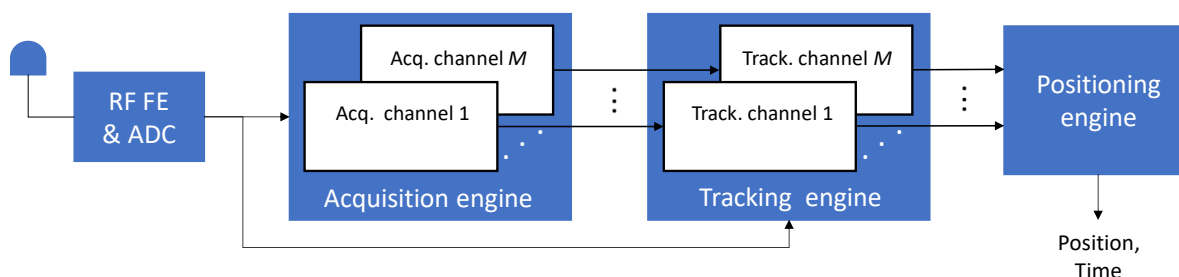 RF FE
& ADC
Acq. channel M
Acq. channel 1
Acquisition engine
Track. channel M
Track. channel 1
Tracking engine
Positioning
engine
Position,
Time